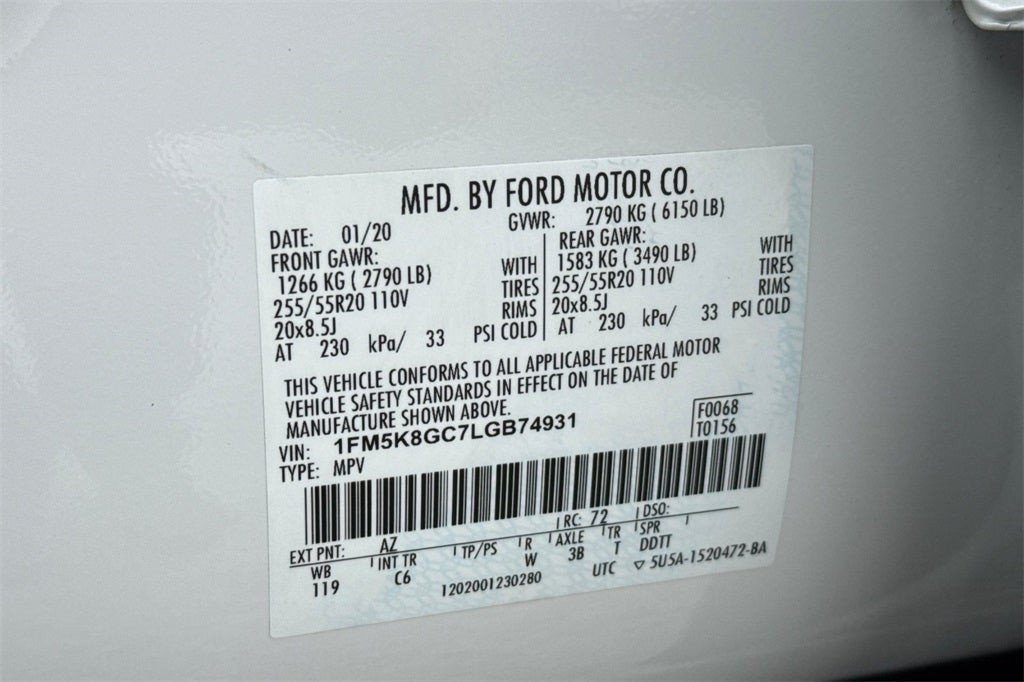 MFD. BY FORD MOTOR CO.
DATE: 01/20 GVWR: 2790 KG ( 6150 LB)
FRONT GAWR: REAR GAWR:
1266 KG ( 2790 LB) WITH 1583 KG ( 3490 LB) WITH
255/55R20 110V TIRES 255/55R20 110V TIRES
20x8.5J RIMS 20x8.5J RIMS
AT 230 kPa/ 33 PSI COLD AT 230 kPa/ 33 PSI COLD
THIS VEHICLE CONFORMS TO ALL APPLICABLE FEDERAL MOTOR
VEHICLE SAFETY STANDARDS IN EFFECT ON THE DATE OF
MANUFACTURE SHOWN ABOVE.
VIN: 1FM5K8GC7LGB74931 F0068
TYPE: MPV T0156
EXT PNT: AZ RC: 72 DSO:
WB INT TR TP/PS R AXLE TR SPR
119 C6 W 3B T DDTT
1202001230280 UTC ▽ 5U5A-1520472-BA